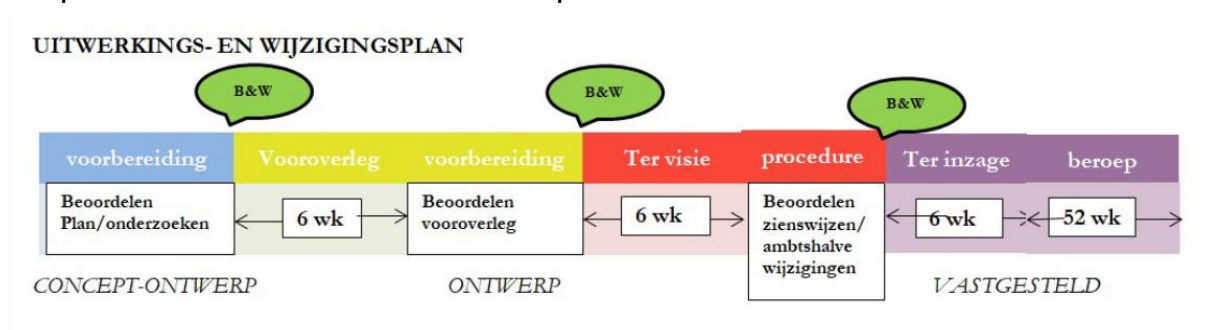 UITWERKINGS- EN WIJZIGINGSPLAN
B&W
B&W
B&W
voorbereiding
Vooroverleg
voorbereiding
Ter visie
procedure
Ter inzage
beroep
Beoordelen
Plan/onderzoeken
6 wk
Beoordelen
vooroverleg
6 wk
Beoordelen
zienswijzen/
ambtshalve
wijzigingen
6 wk
52 wk
CONCEPT-ONTWERP
ONTWERP
VASTGESTELD